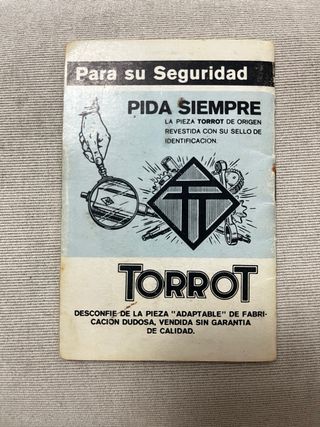 Para su Seguridad
PIDA SIEMPRE
LA PIEZA TORROT DE ORIGEN
REVESTIDA CON SU SELLO DE
IDENTIFICACION.
TORROT
DESCONFIE DE LA PIEZA "ADAPTABLE" DE FABRI-
CACIÓN DUDOSA, VENDIDA SIN GARANTIA
DE CALIDAD.